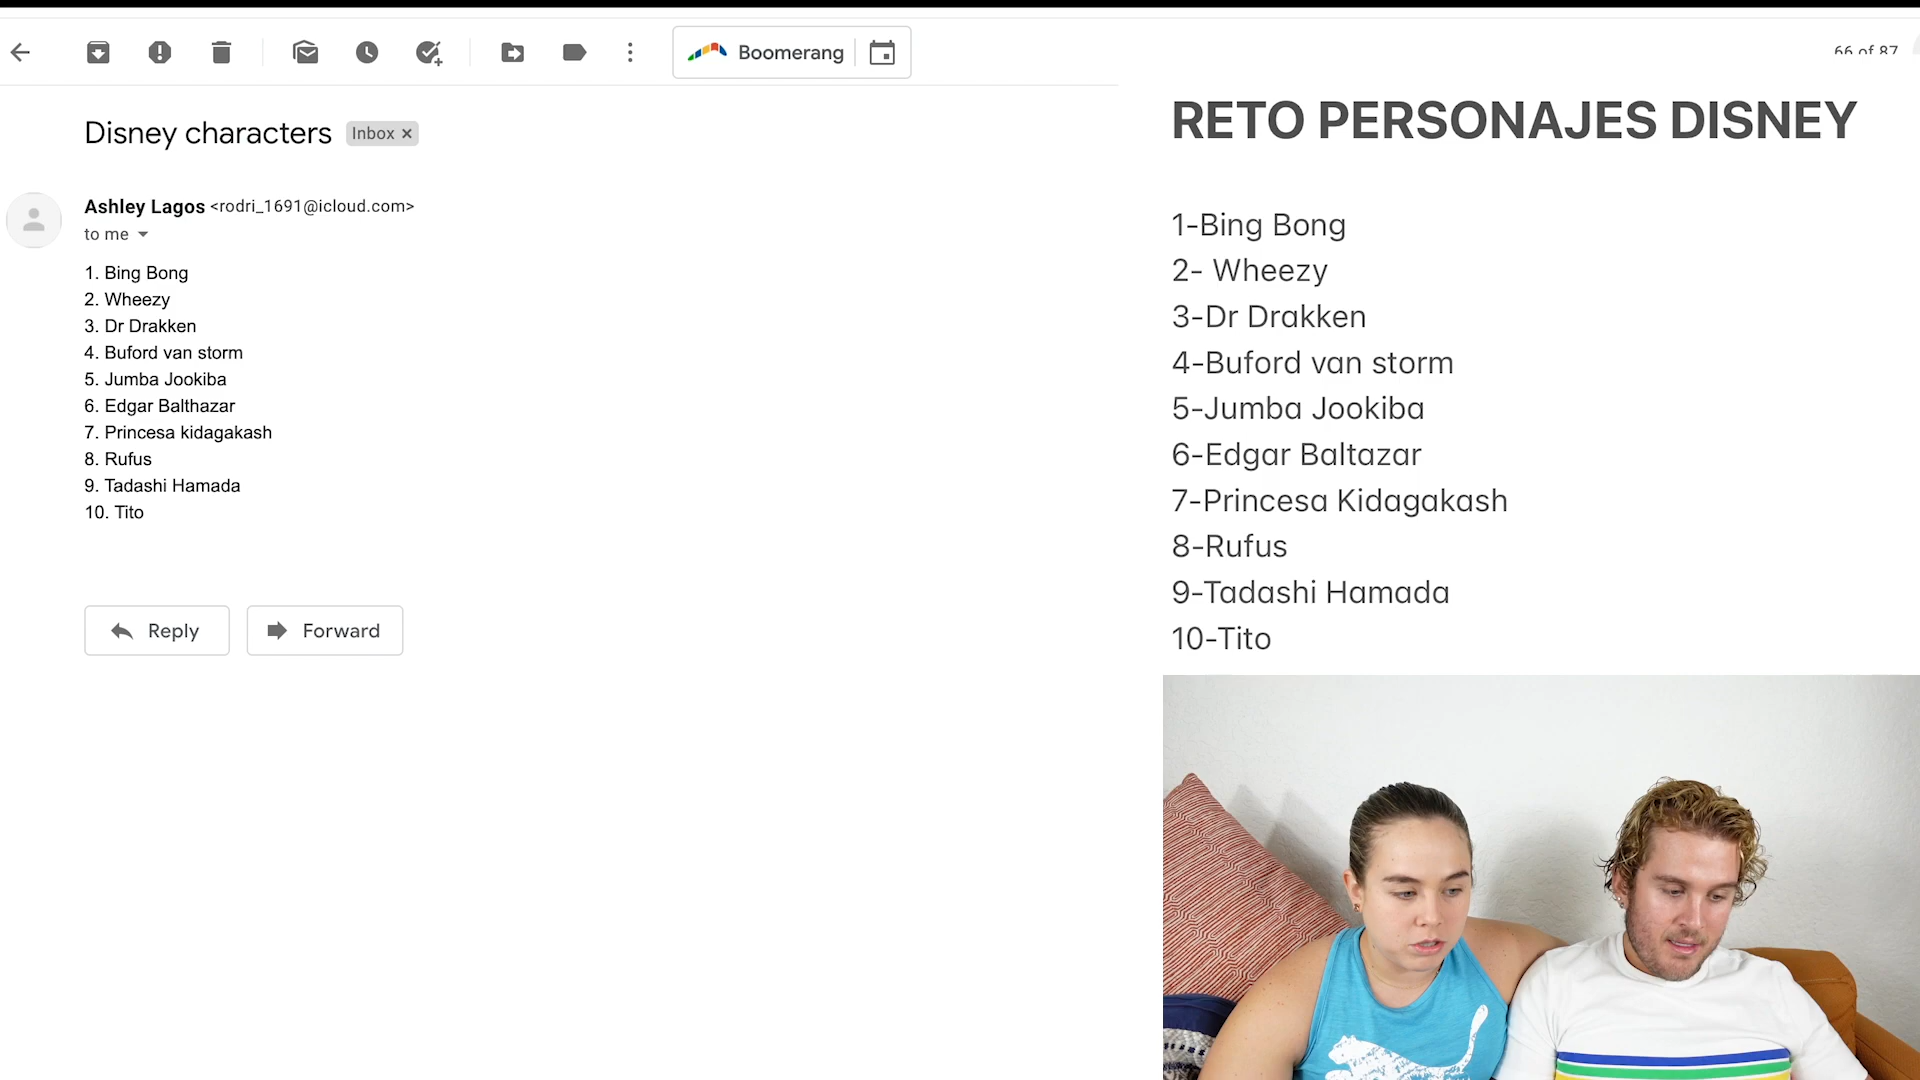 Boomerang
66 of 87
Disney characters
Inbox ×
Ashley Lagos <rodri_1691@icloud.com>
to me
1. Bing Bong
2. Wheezy
3. Dr Drakken
4. Buford van storm
5. Jumba Jookiba
6. Edgar Balthazar
7. Princesa kidagakash
8. Rufus
9. Tadashi Hamada
10. Tito
Reply
Forward
RETO PERSONAJES DISNEY
1-Bing Bong
2- Wheezy
3-Dr Drakken
4-Buford van storm
5-Jumba Jookiba
6-Edgar Baltazar
7-Princesa Kidagakash
8-Rufus
9-Tadashi Hamada
10-Tito